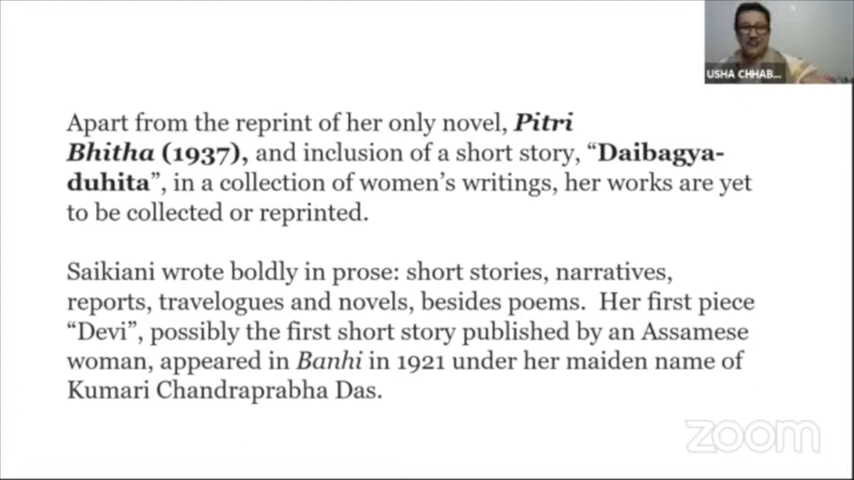 USHA CHHAB...
Apart from the reprint of her only novel, Pitri
Bhitha (1937), and inclusion of a short story, “Daibagya-
duhita”, in a collection of women’s writings, her works are yet
to be collected or reprinted.
Saikiani wrote boldly in prose: short stories, narratives,
reports, travelogues and novels, besides poems.  Her first piece
“Devi”, possibly the first short story published by an Assamese
woman, appeared in Banhi in 1921 under her maiden name of
Kumari Chandraprabha Das.
zoom